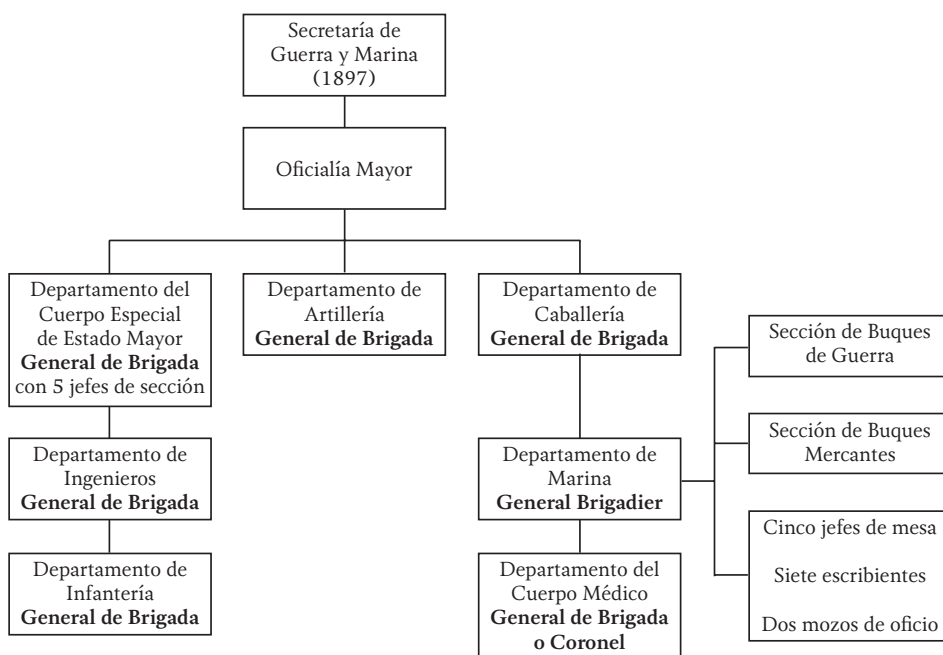 Secretaría de
Guerra y Marina
(1897)
Oficialía Mayor
Departamento del
Cuerpo Especial
de Estado Mayor
General de Brigada
con 5 jefes de sección
Departamento de
Artillería
General de Brigada
Departamento de
Caballería
General de Brigada
Sección de Buques
de Guerra
Departamento de
Ingenieros
General de Brigada
Departamento de
Marina
General Brigadier
Sección de Buques
Mercantes
Departamento de
Infantería
General de Brigada
Departamento del
Cuerpo Médico
General de Brigada
o Coronel
Cinco jefes de mesa
Siete escribientes
Dos mozos de oficio